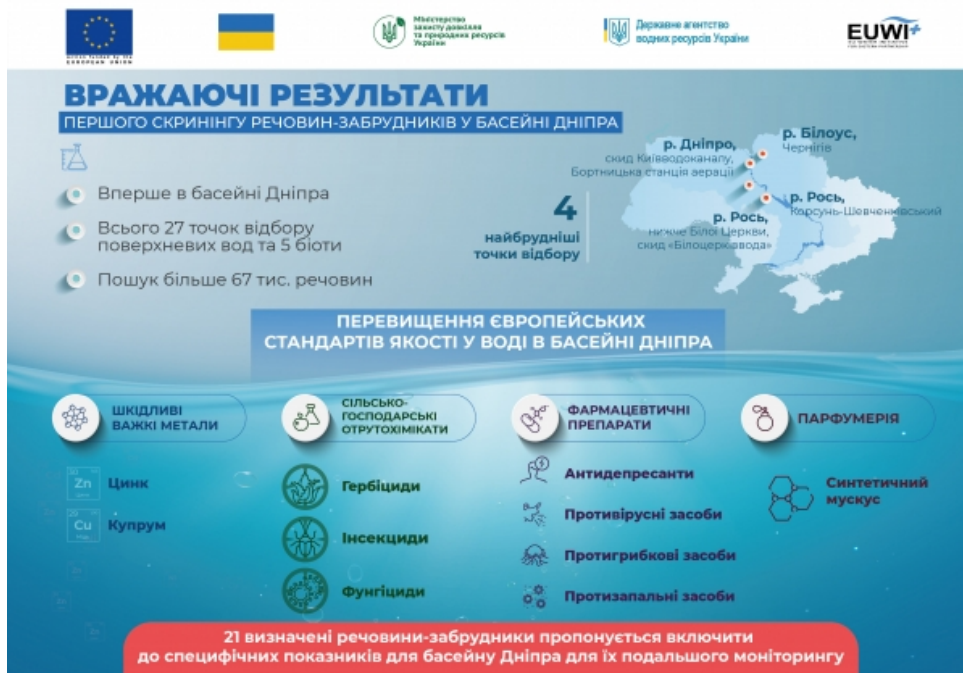 EUROPEAN UNION
Міністерство
захисту довкілля
та природних ресурсів
України
Державне агентство
водних ресурсів України
EUWI+
ВРАЖАЮЧІ РЕЗУЛЬТАТИ
ПЕРШОГО СКРИНІНГУ РЕЧОВИН-ЗАБРУДНИКІВ У БАСЕЙНІ ДНІПРА
Вперше в басейні Дніпра
Всього 27 точок відбору
поверхневих вод та 5 біоти
Пошук більше 67 тис. речовин
4
найбрудніші
точки відбору
р. Дніпро,
скид Київводоканалу,
Бортницька станція аерації
р. Білоус,
Чернігів
р. Рось,
Корсунь-Шевченківський
р. Рось,
нижче Білої Церкви,
скид «Білоцерківвода»
ПЕРЕВИЩЕННЯ ЄВРОПЕЙСЬКИХ
СТАНДАРТІВ ЯКОСТІ У ВОДІ В БАСЕЙНІ ДНІПРА
ШКІДЛИВІ
ВАЖКІ МЕТАЛИ
Zn
Цинк
Cu
Купрум
СІЛЬСЬКО-
ГОСПОДАРСЬКІ
ОТРУТОХІМІКАТИ
Гербіциди
Інсекциди
Фунгіциди
ФАРМАЦЕВТИЧНІ
ПРЕПАРАТИ
Антидепресанти
Противірусні засоби
Протигрибкові засоби
Протизапальні засоби
ПАРФУМЕРІЯ
Синтетичний
мускус
21 визначені речовини-забрудники пропонується включити
до специфічних показників для басейну Дніпра для їх подальшого моніторингу